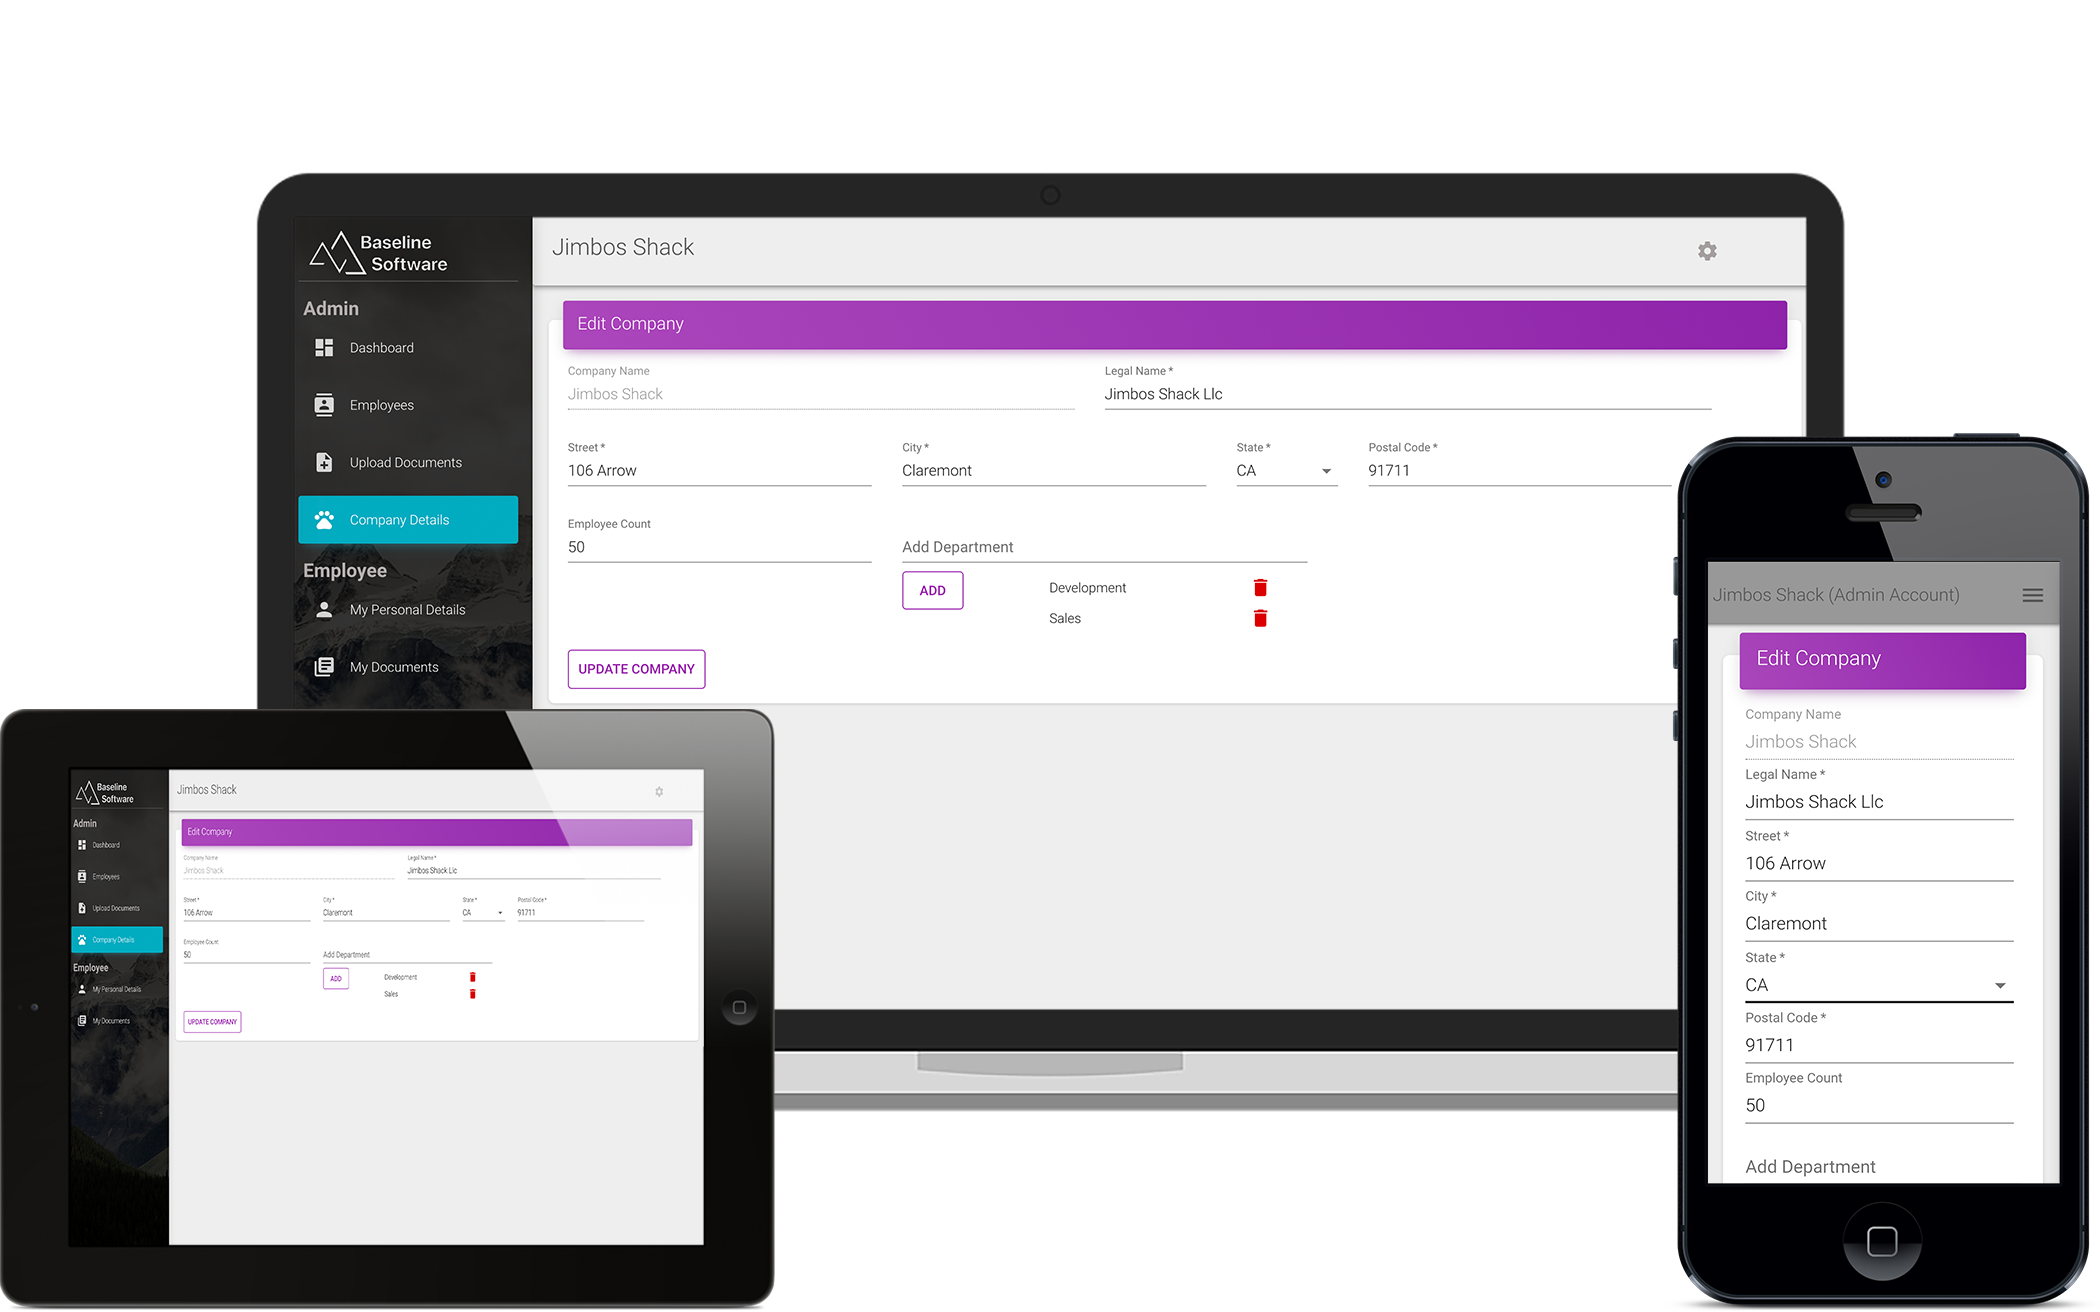 Baseline
Software
Admin
Dashboard
Employees
Upload Documents
Company Details
Employee
My Personal Details
My Documents
Jimbos Shack
Edit Company
Company Name
Legal Name *
Jimbos Shack
Jimbos Shack Llc
Street *
City *
State *
Postal Code *
106 Arrow
Claremont
CA
91711
Employee Count
50
Add Department
ADD
Development
Sales
UPDATE COMPANY
Baseline
Software
Admin
Dashboard
Employees
Upload Documents
Company Details
Employee
My Personal Details
My Documents
Jimbos Shack
Edit Company
Company Name
Legal Name *
Jimbos Shack
Jimbos Shack Llc
Street *
City *
State *
Postal Code *
106 Arrow
Claremont
CA
91711
Employee Count
50
Add Department
ADD
Development
Sales
UPDATE COMPANY
Jimbos Shack (Admin Account)
Edit Company
Company Name
Jimbos Shack
Legal Name *
Jimbos Shack Llc
Street *
106 Arrow
City *
Claremont
State *
CA
Postal Code *
91711
Employee Count
50
Add Department